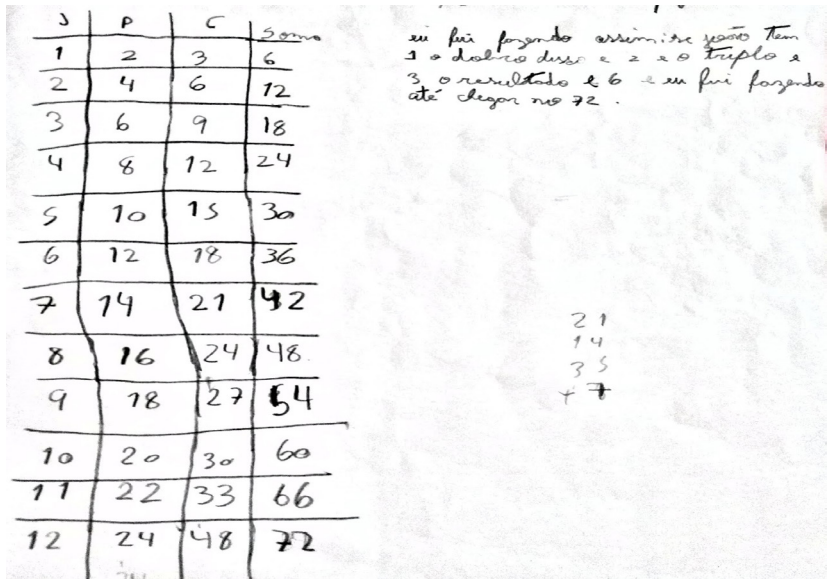 J P C Soma
1 2 3 6
2 4 6 12
3 6 9 18
4 8 12 24
5 10 15 30
6 12 18 36
7 14 21 42
8 16 24 48
9 18 27 54
10 20 30 60
11 22 33 66
12 24 48 72
eu fui fazendo assim: se joão tem
1 o dobro disso e 2 e o triplo e
3 o resultado é 6 e eu fui fazendo
até chegar no 72.
21
14
35
+ 7